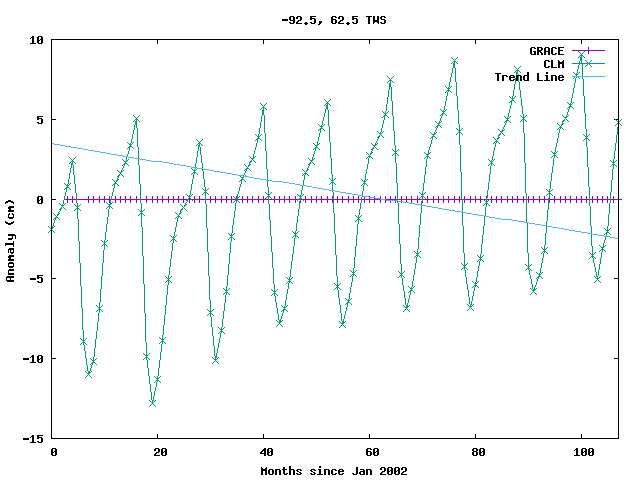 -92.5, 62.5 TWS
10
5
0
-5
-10
-15
Anomaly (cm)
GRACE
CLM
Trend Line
0 20 40 60 80 100
Months since Jan 2002